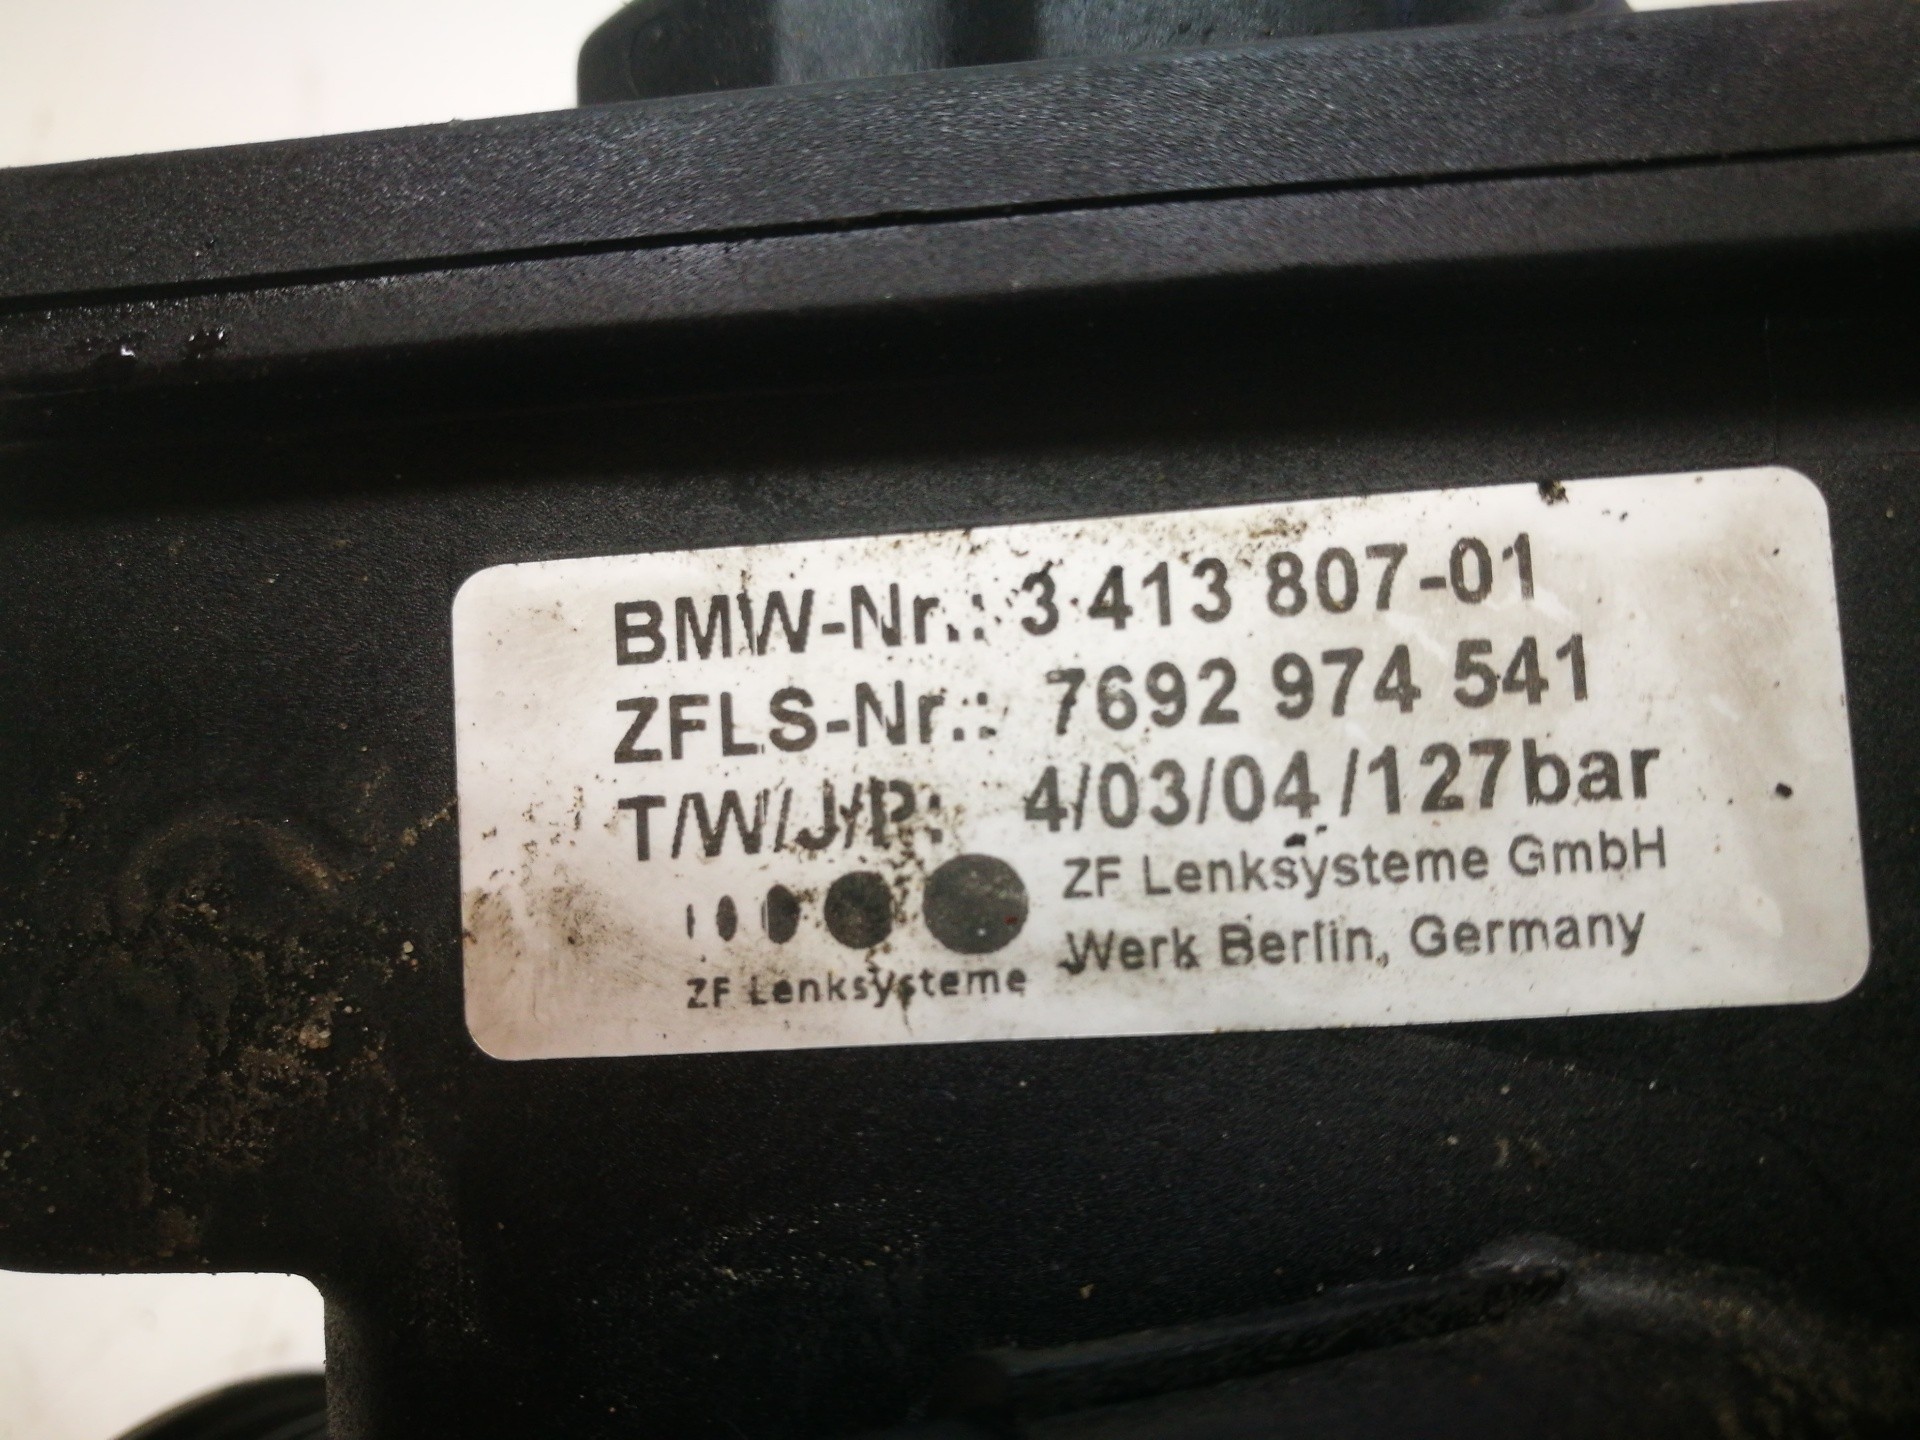 BMW-Nr.: 3 413 807-01
ZFLS-Nr.: 7692 974 541
T/W/J/P: 4/03/04/127bar
ZF Lenksysteme GmbH
Werk Berlin, Germany
ZF Lenksysteme